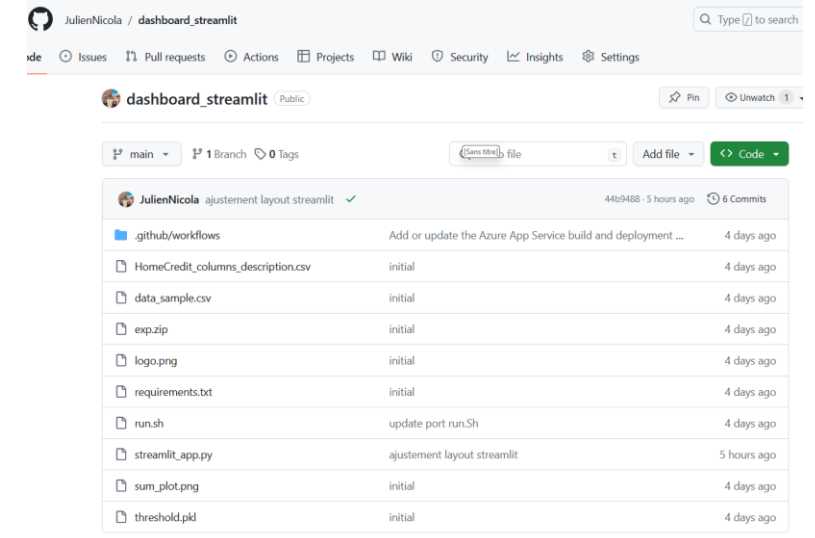 JulienNicola / dashboard_streamlit
Type / to search
de Issues Pull requests Actions Projects Wiki Security Insights Settings
dashboard_streamlit Public
Pin Unwatch 1
main 1 Branch 0 Tags
[Sans titre] file t
Add file Code
JulienNicola ajustement layout streamlit 44b9488 · 5 hours ago 6 Commits
.github/workflows Add or update the Azure App Service build and deployment ... 4 days ago
HomeCredit_columns_description.csv initial 4 days ago
data_sample.csv initial 4 days ago
exp.zip initial 4 days ago
logo.png initial 4 days ago
requirements.txt initial 4 days ago
run.sh update port run.Sh 4 days ago
streamlit_app.py ajustement layout streamlit 5 hours ago
sum_plot.png initial 4 days ago
threshold.pkl initial 4 days ago